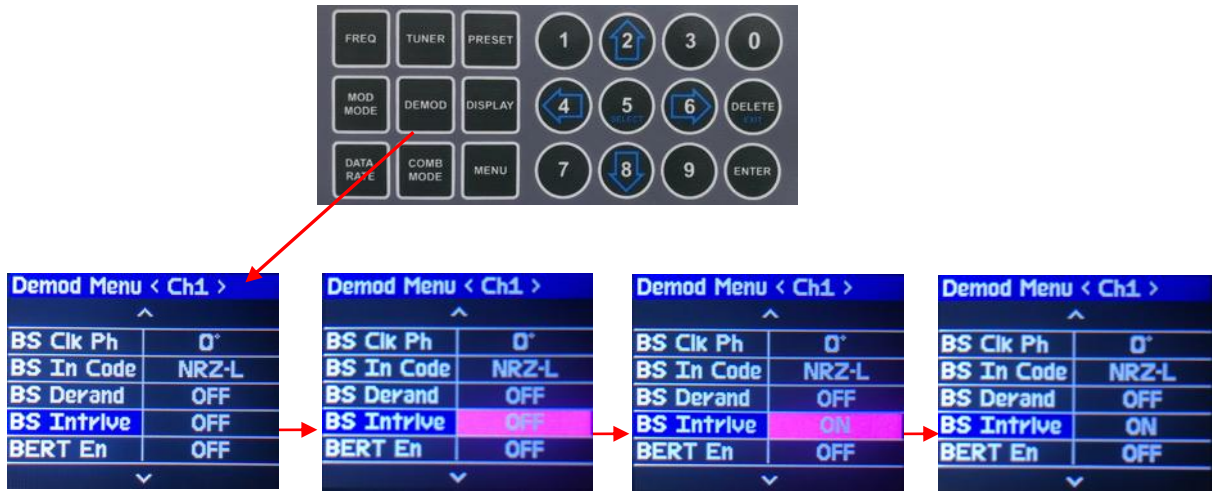 FREQ TUNER PRESET 1 2 3 0
MOD MODE DEMOD DISPLAY 4 5 SELECT 6 DELETE EXIT
DATA RATE COMB MODE MENU 7 8 9 ENTER
Demod Menu < Ch1 >
BS Clk Ph 0°
BS In Code NRZ-L
BS Derand OFF
BS Intrlve OFF
BERT En OFF
Demod Menu < Ch1 >
BS Clk Ph 0°
BS In Code NRZ-L
BS Derand OFF
BS Intrlve OFF
BERT En OFF
Demod Menu < Ch1 >
BS Clk Ph 0°
BS In Code NRZ-L
BS Derand OFF
BS Intrlve ON
BERT En OFF
Demod Menu < Ch1 >
BS Clk Ph 0°
BS In Code NRZ-L
BS Derand OFF
BS Intrlve ON
BERT En OFF